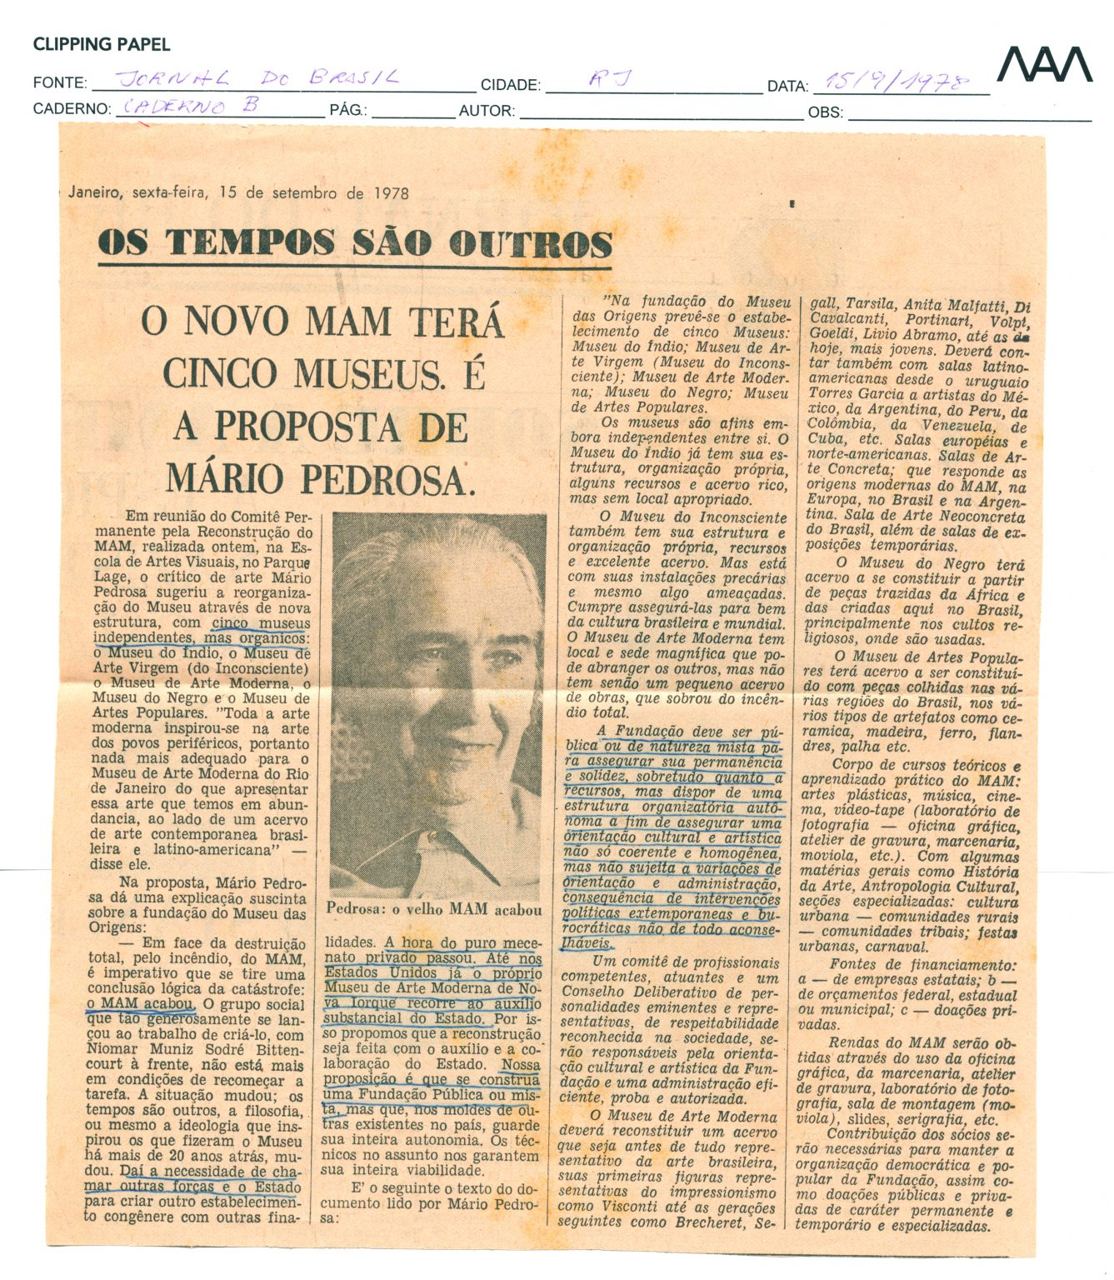 CLIPPING PAPEL
FONTE: JORNAL DO BRASIL CIDADE: RJ DATA: 15/9/1978
CADERNO: CADERNO B PÁG.: AUTOR: OBS:
Janeiro, sexta-feira, 15 de setembro de 1978
OS TEMPOS SÃO OUTROS
O NOVO MAM TERÁ
CINCO MUSEUS. É
A PROPOSTA DE
MÁRIO PEDROSA.
Em reunião do Comitê Per-
manente pela Reconstrução do
MAM, realizada ontem, na Es-
cola de Artes Visuais, no Parque
Lage, o crítico de arte Mário
Pedrosa sugeriu a reorganiza-
ção do Museu através de nova
estrutura, com cinco museus
independentes, mas organicos:
o Museu do Índio, o Museu de
Arte Virgem (do Inconsciente)
o Museu de Arte Moderna, o
Museu do Negro e o Museu de
Artes Populares. "Toda a arte
moderna inspirou-se na arte
dos povos periféricos, portanto
nada mais adequado para o
Museu de Arte Moderna do Rio
de Janeiro do que apresentar
essa arte que temos em abun-
dancia, ao lado de um acervo
de arte contemporanea brasi-
leira e latino-americana" —
disse ele.
Na proposta, Mário Pedro-
sa dá uma explicação suscinta
sobre a fundação do Museu das
Origens:
— Em face da destruição
total, pelo incêndio, do MAM,
é imperativo que se tire uma
conclusão lógica da catástrofe:
o MAM acabou. O grupo social
que tão generosamente se lan-
çou ao trabalho de criá-lo, com
Niomar Muniz Sodré Bitten-
court à frente, não está mais
em condições de recomeçar a
tarefa. A situação mudou; os
tempos são outros, a filosofia,
ou mesmo a ideologia que ins-
pirou os que fizeram o Museu
há mais de 20 anos atrás, mu-
dou. Daí a necessidade de cha-
mar outras forças e o Estado
para criar outro estabelecimen-
to congênere com outras fina-
Pedrosa: o velho MAM acabou
lidades. A hora do puro mece-
nato privado passou. Até nos
Estados Unidos já o próprio
Museu de Arte Moderna de No-
va Iorque recorre ao auxílio
substancial do Estado. Por is-
so propomos que a reconstrução
seja feita com o auxílio e a co-
laboração do Estado. Nossa
proposição é que se construa
uma Fundação Pública ou mis-
ta, mas que, nos moldes de ou-
tras existentes no país, guarde
sua inteira autonomia. Os téc-
nicos no assunto nos garantem
sua inteira viabilidade.
E' o seguinte o texto do do-
cumento lido por Mário Pedro-
sa:
"Na fundação do Museu
das Origens prevê-se o estabe-
lecimento de cinco Museus:
Museu do Índio; Museu de Ar-
te Virgem (Museu do Incons-
ciente); Museu de Arte Moder-
na; Museu do Negro; Museu
de Artes Populares.
Os museus são afins em-
bora independentes entre si. O
Museu do Índio já tem sua es-
trutura, organização própria,
alguns recursos e acervo rico,
mas sem local apropriado.
O Museu do Inconsciente
também tem sua estrutura e
organização própria, recursos
e excelente acervo. Mas está
com suas instalações precárias
e mesmo algo ameaçadas.
Cumpre assegurá-las para bem
da cultura brasileira e mundial.
O Museu de Arte Moderna tem
local e sede magnífica que po-
de abranger os outros, mas não
tem senão um pequeno acervo
de obras, que sobrou do incên-
dio total.
A Fundação deve ser pú-
blica ou de natureza mista pa-
ra assegurar sua permanência
e solidez, sobretudo quanto a
recursos, mas dispor de uma
estrutura organizatória autô-
noma a fim de assegurar uma
orientação cultural e artística
não só coerente e homogênea,
mas não sujeita a variações de
orientação e administração,
consequência de intervenções
políticas extemporaneas e bu-
rocráticas não de todo aconse-
lháveis.
Um comitê de profissionais
competentes, atuantes e um
Conselho Deliberativo de per-
sonalidades eminentes e repre-
sentativas, de respeitabilidade
reconhecida na sociedade, se-
rão responsáveis pela orienta-
ção cultural e artística da Fun-
dação e uma administração efi-
ciente, proba e autorizada.
O Museu de Arte Moderna
deverá reconstituir um acervo
que seja antes de tudo repre-
sentativo da arte brasileira,
suas primeiras figuras repre-
sentativas do impressionismo
como Visconti até as gerações
seguintes como Brecheret, Se-
gall, Tarsila, Anita Malfatti, Di
Cavalcanti, Portinari, Volpi,
Goeldi, Livio Abramo, até as de
hoje, mais jovens. Deverá con-
tar também com salas latino-
americanas desde o uruguaio
Torres Garcia a artistas do Mé-
xico, da Argentina, do Peru, da
Colômbia, da Venezuela, de
Cuba, etc. Salas européias e
norte-americanas. Salas de Ar-
te Concreta; que responde as
origens modernas do MAM, na
Europa, no Brasil e na Argen-
tina. Sala de Arte Neoconcreta
do Brasil, além de salas de ex-
posições temporárias.
O Museu do Negro terá
acervo a se constituir a partir
de peças trazidas da África e
das criadas aqui no Brasil,
principalmente nos cultos re-
ligiosos, onde são usadas.
O Museu de Artes Popula-
res terá acervo a ser constituí-
do com peças colhidas nas vá-
rias regiões do Brasil, nos vá-
rios tipos de artefatos como ce-
ramica, madeira, ferro, flan-
dres, palha etc.
Corpo de cursos teóricos e
aprendizado prático do MAM:
artes plásticas, música, cine-
ma, vídeo-tape (laboratório de
fotografia — oficina gráfica,
atelier de gravura, marcenaria,
moviola, etc.). Com algumas
matérias gerais como História
da Arte, Antropologia Cultural,
seções especializadas: cultura
urbana — comunidades rurais
— comunidades tribais; festas
urbanas, carnaval.
Fontes de financiamento:
a — de empresas estatais; b —
de orçamentos federal, estadual
ou municipal; c — doações pri-
vadas.
Rendas do MAM serão ob-
tidas através do uso da oficina
gráfica, da marcenaria, atelier
de gravura, laboratório de foto-
grafia, sala de montagem (mo-
viola), slides, serigrafia, etc.
Contribuição dos sócios se-
rão necessárias para manter a
organização democrática e po-
pular da Fundação, assim co-
mo doações públicas e priva-
das de caráter permanente e
temporário e especializadas.